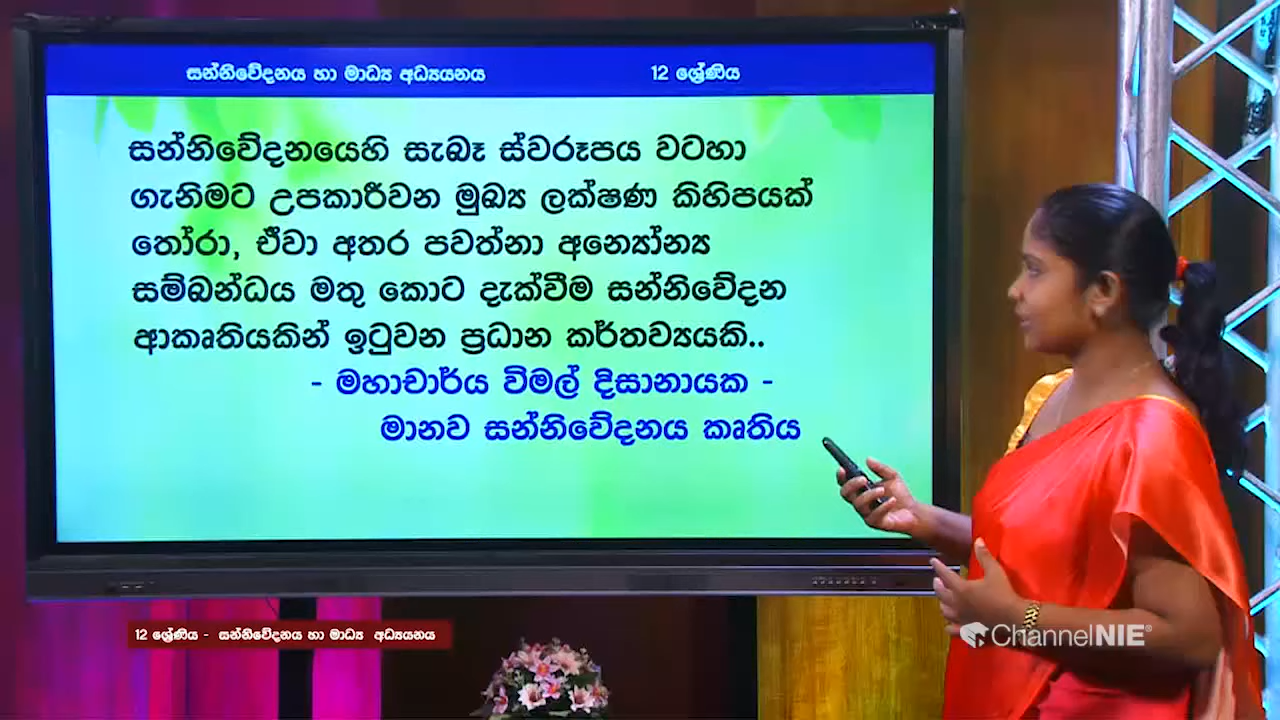 සන්නිවේදනය හා මාධ්‍ය අධ්‍යයනය 12 ශ්‍රේණිය
සන්නිවේදනයෙහි සැබෑ ස්වරූපය වටහා
ගැනිමට උපකාරීවන මුඛ්‍ය ලක්ෂණ කිහිපයක්
තෝරා, ඒවා අතර පවත්නා අන්‍යෝන්‍ය
සම්බන්ධය මතු කොට දැක්වීම සන්නිවේදන
ආකෘතියකින් ඉටුවන ප්‍රධාන කර්තව්‍යයකි..
- මහාචාර්ය විමල් දිසානායක -
මානව සන්නිවේදනය කෘතිය
12 ශ්‍රේණිය - සන්නිවේදනය හා මාධ්‍ය අධ්‍යයනය
ChannelNIE®